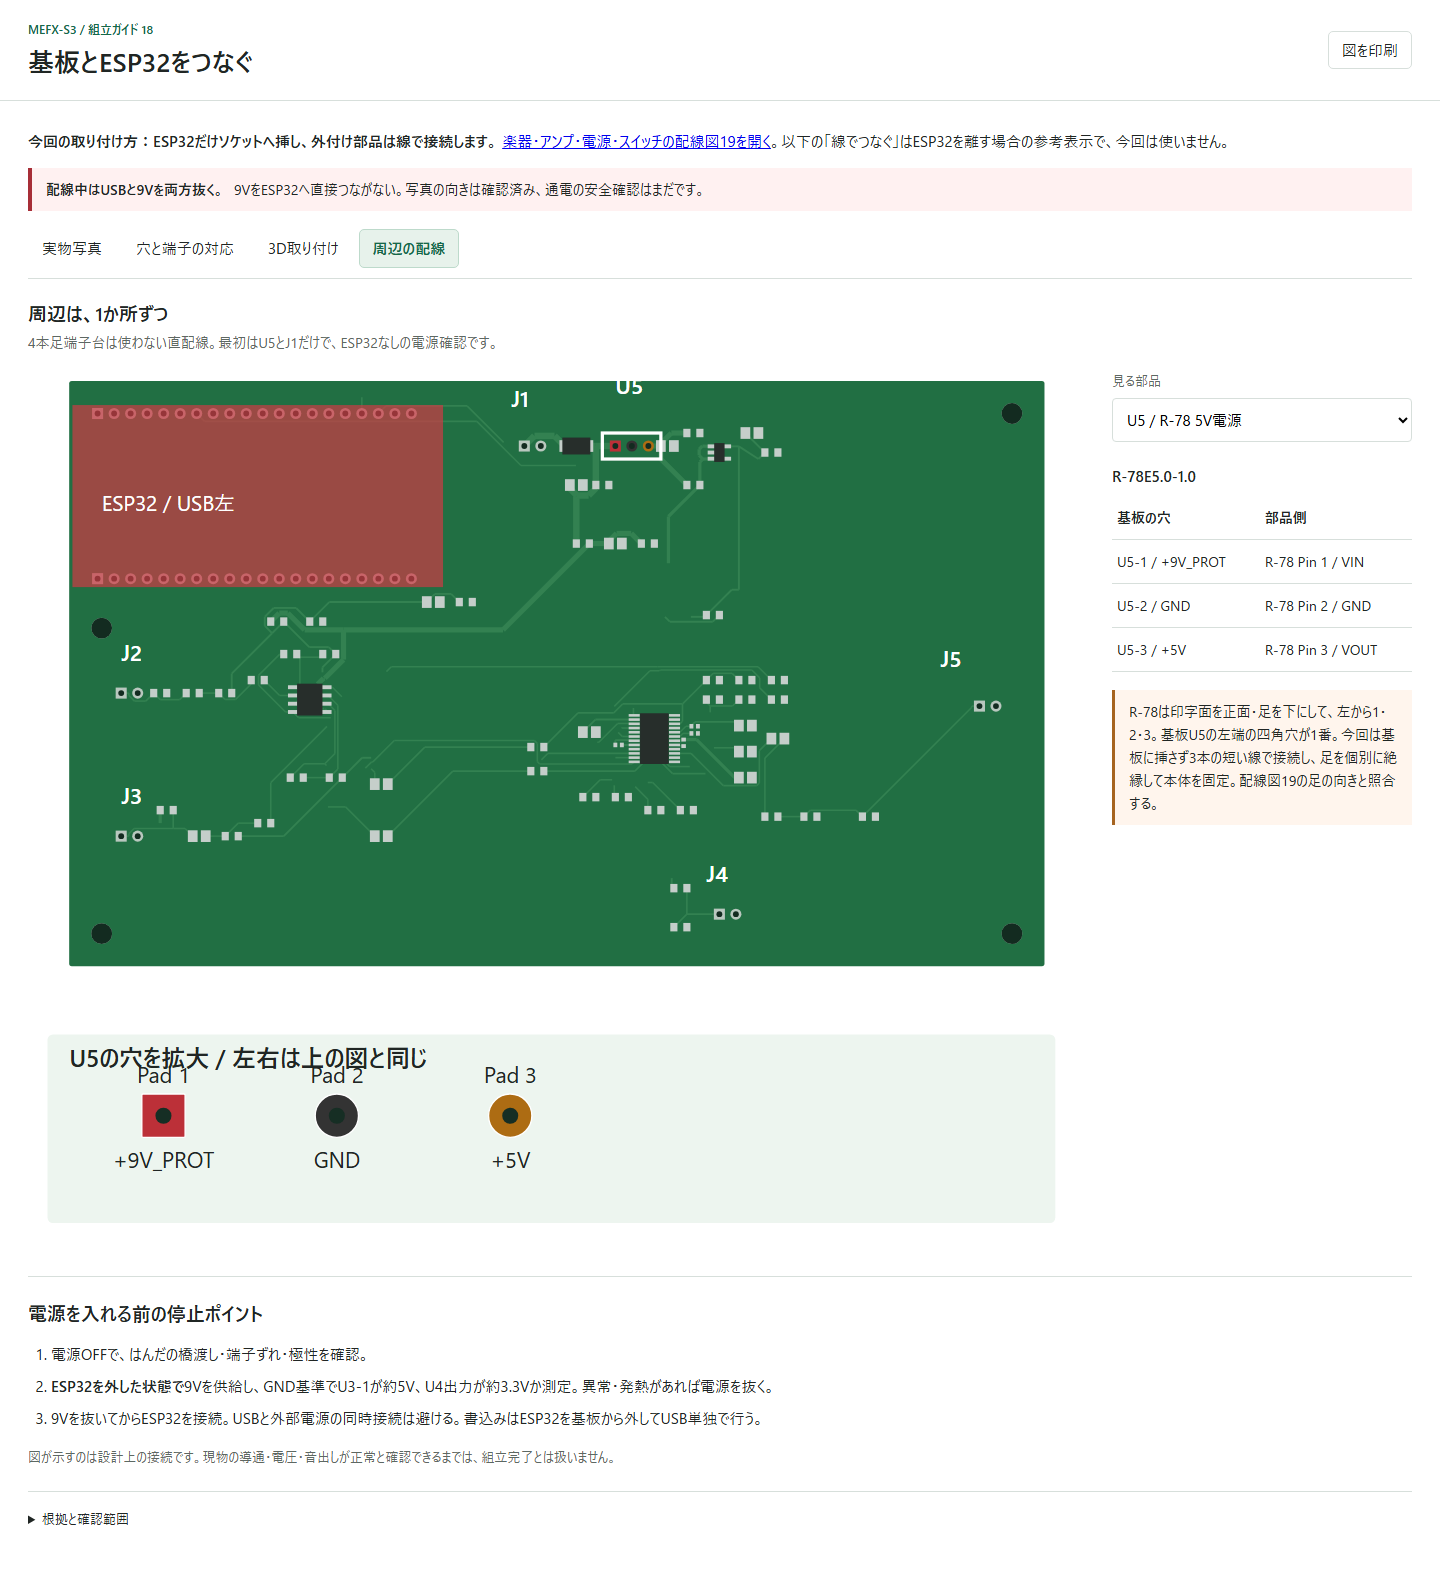 MEFX-S3 / 組立ガイド 18
基板とESP32をつなぐ
図を印刷
今回の取り付け方：ESP32だけソケットへ挿し、外付け部品は線で接続します。 楽器・アンプ・電源・スイッチの配線図19を開く。以下の「線でつなぐ」はESP32を離す場合の参考表示で、今回は使いません。
配線中はUSBと9Vを両方抜く。 9VをESP32へ直接つながない。写真の向きは確認済み、通電の安全確認はまだです。
実物写真 穴と端子の対応 3D取り付け 周辺の配線
周辺は、1か所ずつ
4本足端子台は使わない直配線。最初はU5とJ1だけで、ESP32なしの電源確認です。
J1
U5
ESP32 / USB左
J2
J5
J3
J4
見る部品
U5 / R-78 5V電源
R-78E5.0-1.0
基板の穴 部品側
U5-1 / +9V_PROT R-78 Pin 1 / VIN
U5-2 / GND R-78 Pin 2 / GND
U5-3 / +5V R-78 Pin 3 / VOUT
R-78は印字面を正面・足を下にして、左から1・
2・3。基板U5の左端の四角穴が1番。今回は基
板に挿さず3本の短い線で接続し、足を個別に絶
縁して本体を固定。配線図19の足の向きと照合
する。
U5の穴を拡大 / 左右は上の図と同じ
Pad 1 Pad 2 Pad 3
+9V_PROT GND +5V
電源を入れる前の停止ポイント
1. 電源OFFで、はんだの橋渡し・端子ずれ・極性を確認。
2. ESP32を外した状態で9Vを供給し、GND基準でU3-1が約5V、U4出力が約3.3Vか測定。異常・発熱があれば電源を抜く。
3. 9Vを抜いてからESP32を接続。USBと外部電源の同時接続は避ける。書込みはESP32を基板から外してUSB単独で行う。
図が示すのは設計上の接続です。現物の導通・電圧・音出しが正常と確認できるまでは、組立完了とは扱いません。
▶ 根拠と確認範囲